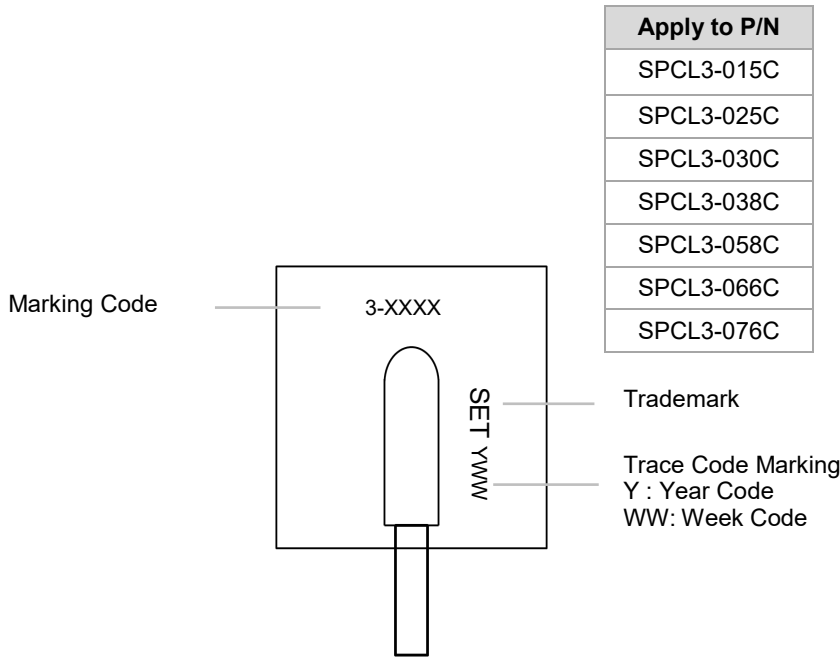 Apply to P/N
SPCL3-015C
SPCL3-025C
SPCL3-030C
SPCL3-038C
SPCL3-058C
SPCL3-066C
SPCL3-076C
Marking Code
3-XXXX
SET YWW
Trademark
Trace Code Marking
Y : Year Code
WW: Week Code